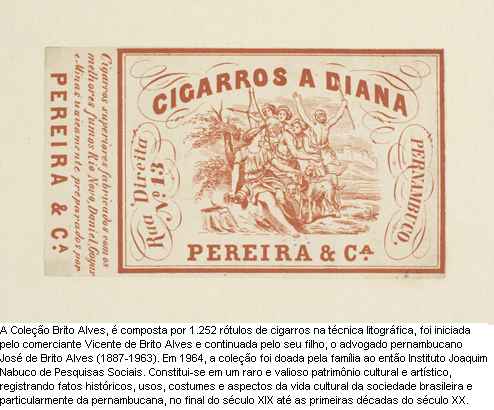 Cigarros superiores fabricados com os
melhores fumos Rio Novo, Daniel, Goyaz
e Minas unicamente preparados por
PEREIRA & CA
CIGARROS A DIANA
Rua Direita
PERNAMBUCO.
PEREIRA & CA.
A Coleção Brito Alves, é composta por 1.252 rótulos de cigarros na técnica litográfica, foi iniciada
pelo comerciante Vicente de Brito Alves e continuada pelo seu filho, o advogado pernambucano
José de Brito Alves (1887-1963). Em 1964, a coleção foi doada pela família ao então Instituto Joaquim
Nabuco de Pesquisas Sociais. Constitui-se em um raro e valioso patrimônio cultural e artístico,
registrando fatos históricos, usos, costumes e aspectos da vida cultural da sociedade brasileira e
particularmente da pernambucana, no final do século XIX até as primeiras décadas do século XX.